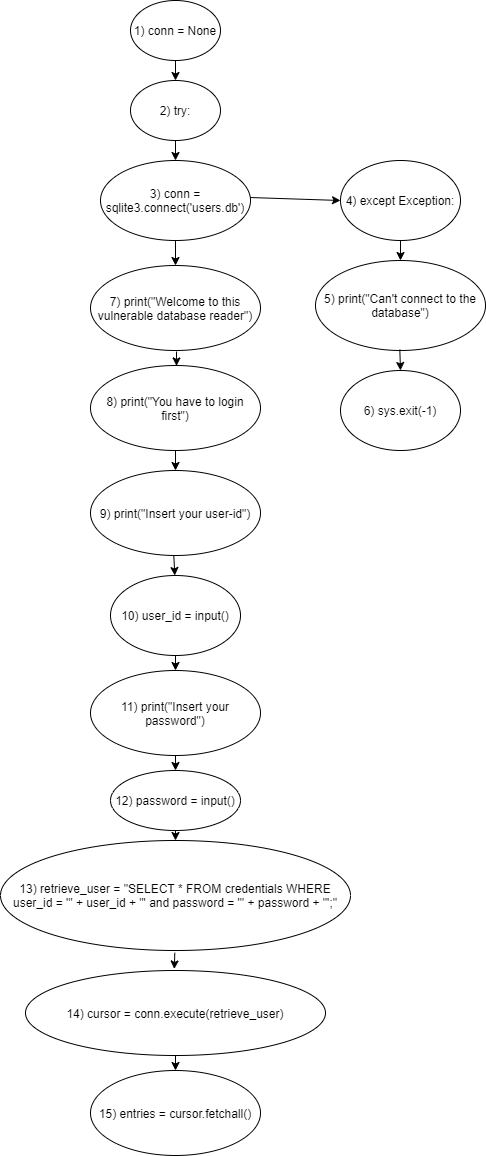 1) conn = None
2) try:
3) conn =
sqlite3.connect('users.db')
4) except Exception:
7) print("Welcome to this
vulnerable database reader")
5) print("Can't connect to the
database")
8) print("You have to login
first")
6) sys.exit(-1)
9) print("Insert your user-id")
10) user_id = input()
11) print("Insert your
password")
12) password = input()
13) retrieve_user = "SELECT * FROM credentials WHERE
user_id = '" + user_id + "' and password = '" + password + "';"
14) cursor = conn.execute(retrieve_user)
15) entries = cursor.fetchall()